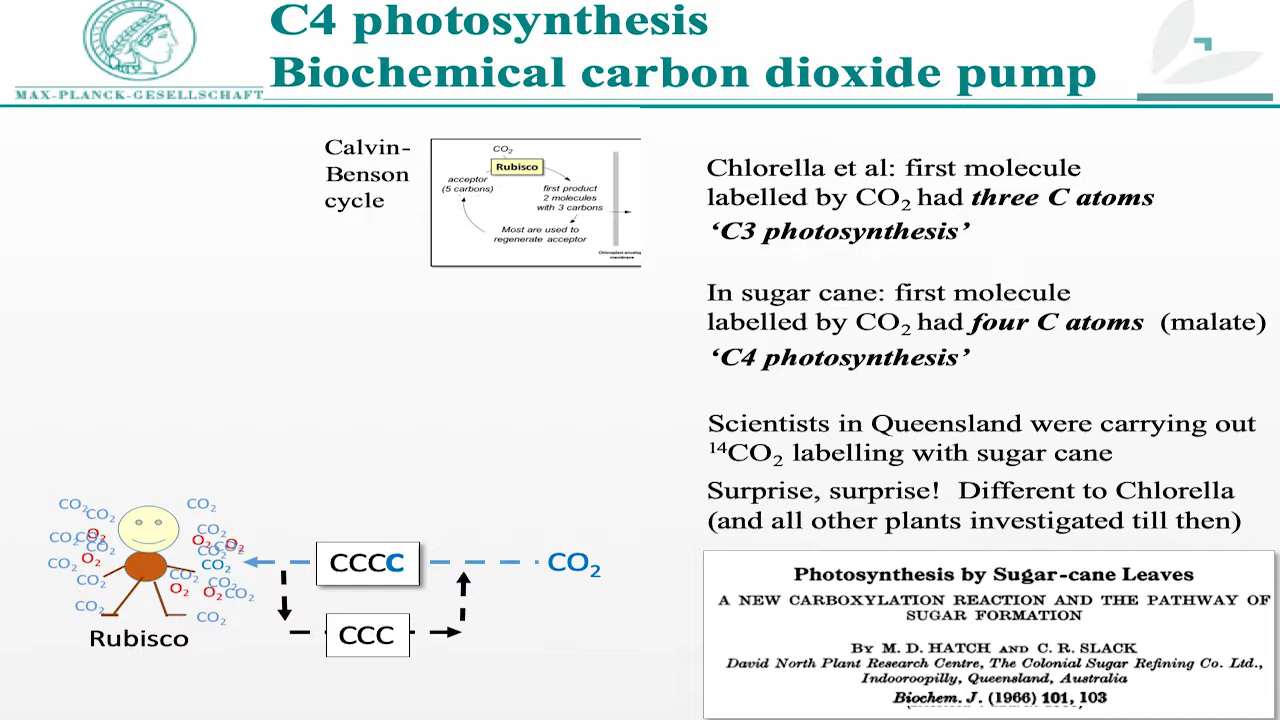 C4 photosynthesis
Biochemical carbon dioxide pump
MAX-PLANCK-GESELLSCHAFT
Calvin-
Benson
cycle
CO2
Rubisco
acceptor
(5 carbons)
first product
2 molecules
with 3 carbons
Most are used to
regenerate acceptor
Chloroplast
membrane
Chlorella et al: first molecule
labelled by CO2 had three C atoms
‘C3 photosynthesis’
In sugar cane: first molecule
labelled by CO2 had four C atoms (malate)
‘C4 photosynthesis’
Scientists in Queensland were carrying out
14CO2 labelling with sugar cane
Surprise, surprise! Different to Chlorella
(and all other plants investigated till then)
CO2 CO2 CO2
CO2 CO2 O2 CO2 O2 CO2 CO2 O2 CO2
CO2 O2 CO2
CO2 CO2 CO2
O2 O2 CO2
CO2 CO2
Rubisco
CCCC
CO2
CCC
Photosynthesis by Sugar-cane Leaves
A NEW CARBOXYLATION REACTION AND THE PATHWAY OF
SUGAR FORMATION
BY M. D. HATCH AND C. R. SLACK
David North Plant Research Centre, The Colonial Sugar Refining Co. Ltd.,
Indooroopilly, Queensland, Australia
Biochem. J. (1966) 101, 103